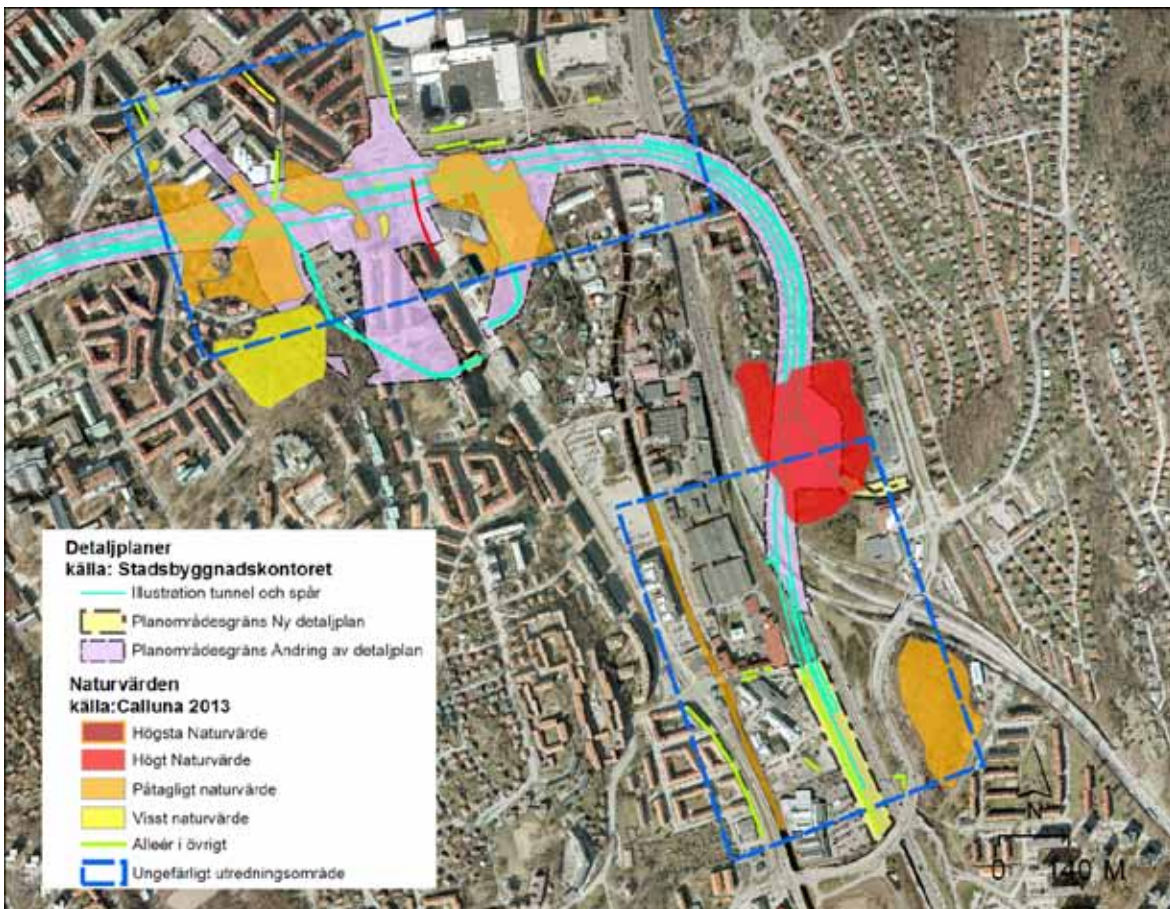 Detaljplaner
källa: Stadsbyggnadskontoret
Illustration tunnel och spår
Planområdesgräns Ny detaljplan
Planområdesgräns Ändring av detaljplan
Naturvärden
källa:Calluna 2013
Högsta Naturvärde
Högt Naturvärde
Påtagligt naturvärde
Visst naturvärde
Alleér i övrigt
Ungefärligt utredningsområde
N
0 140 M